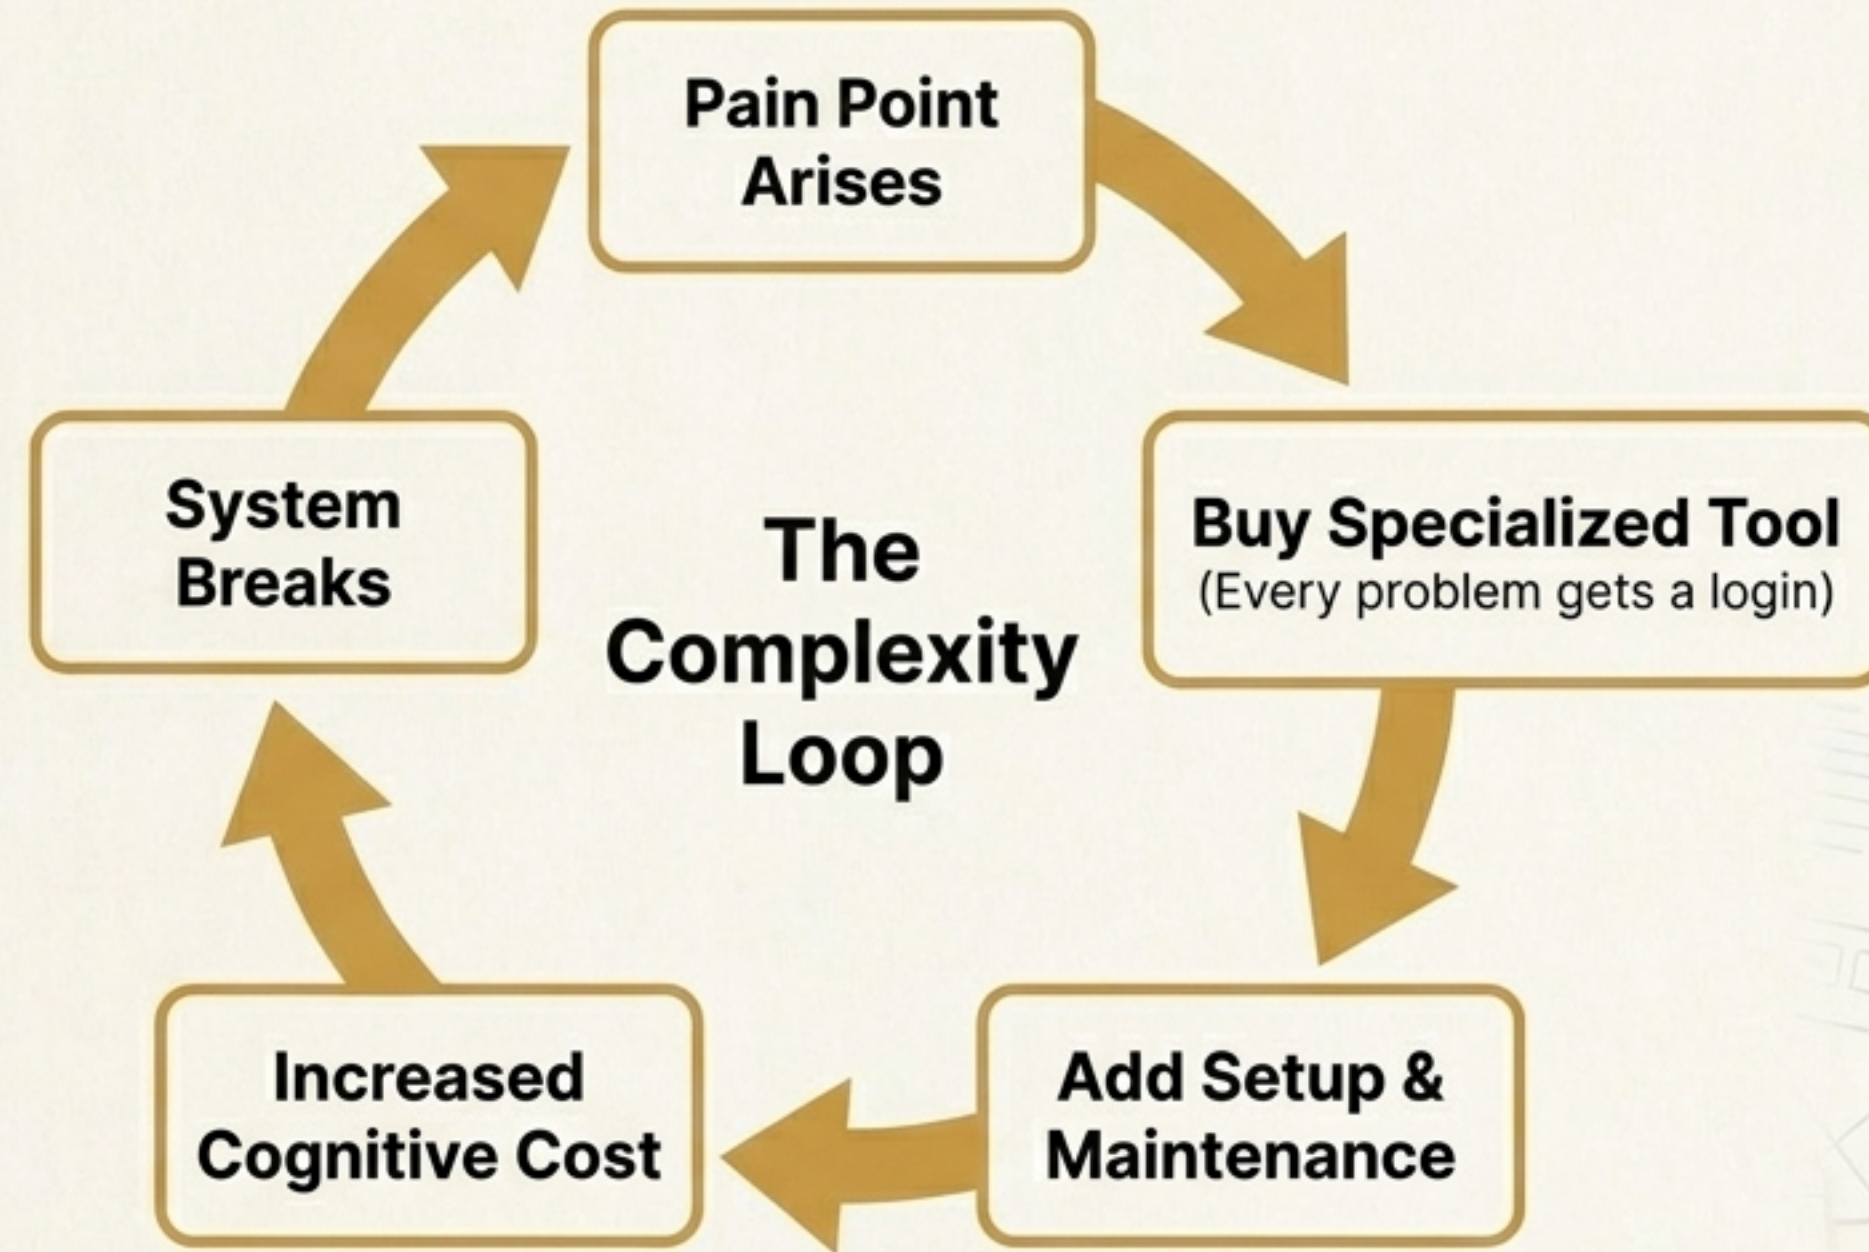 Pain Point
Arises
Buy Specialized Tool
(Every problem gets a login)
Add Setup &
Maintenance
Increased
Cognitive Cost
System
Breaks
The
Complexity
Loop